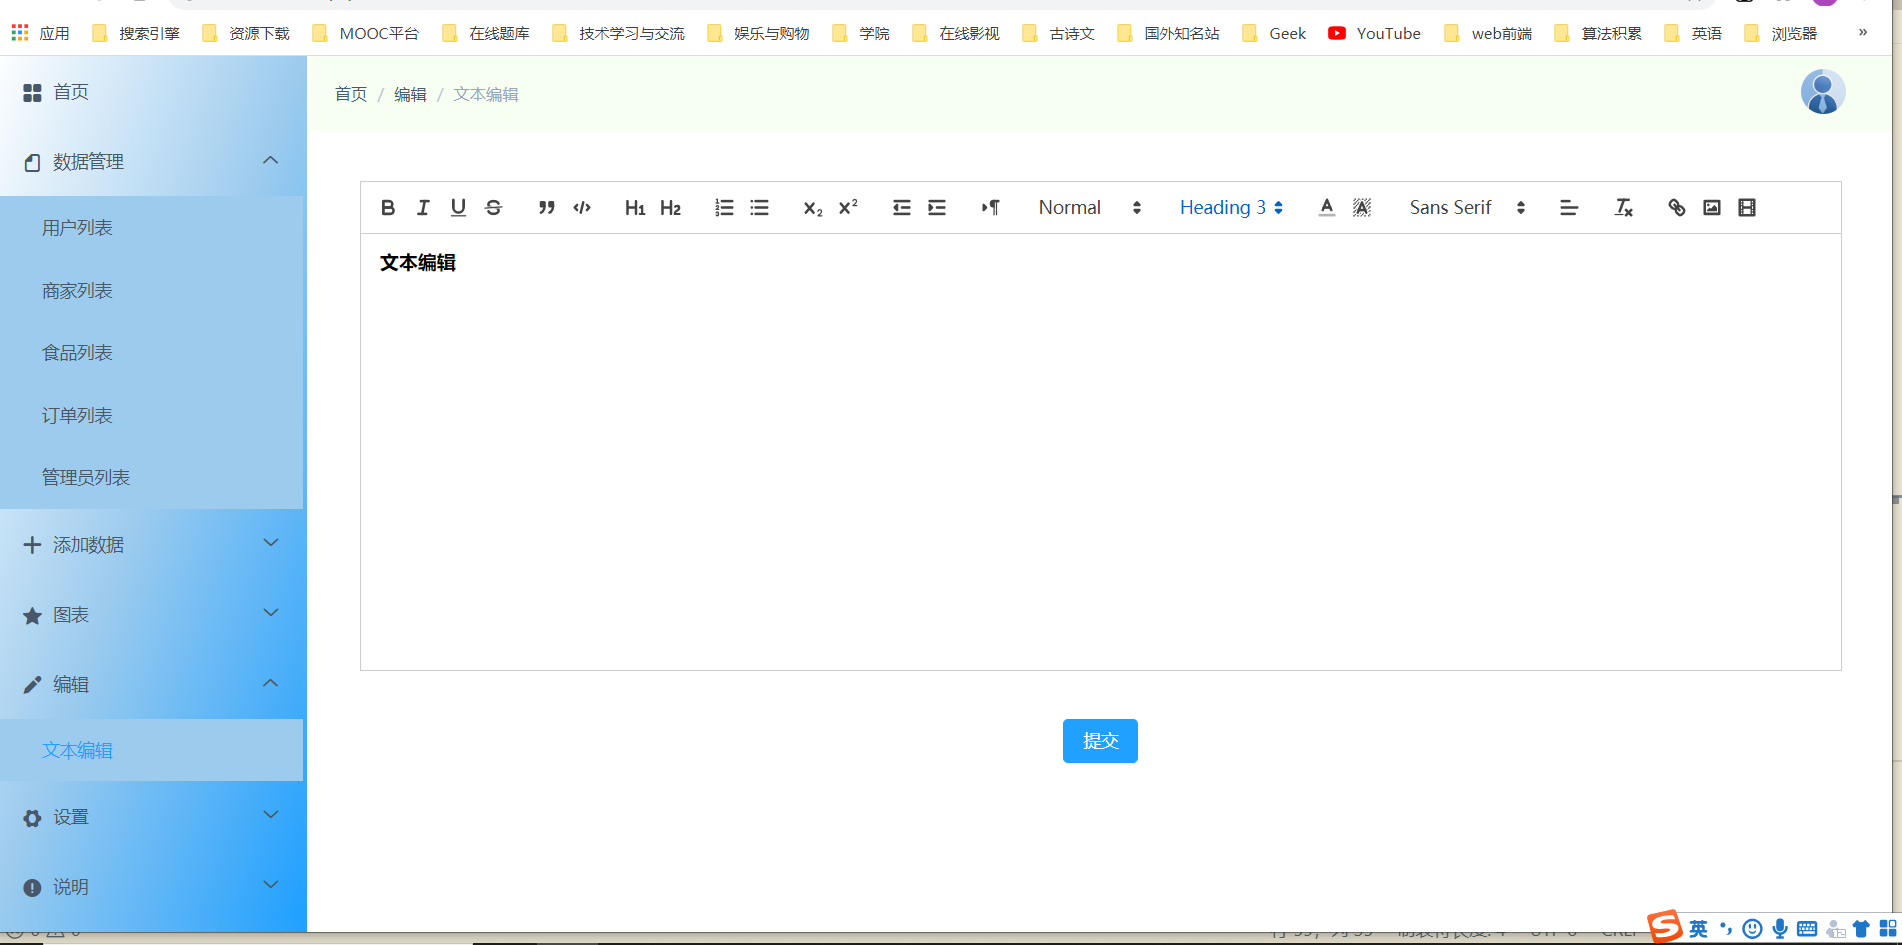 应用 搜索引擎 资源下载 MOOC平台 在线题库 技术学习与交流 娱乐与购物 学院 在线影视 古诗文 国外知名站 Geek YouTube web前端 算法积累 英语 浏览器 »
首页
首页 / 编辑 / 文本编辑
数据管理
用户列表
商家列表
食品列表
订单列表
管理员列表
添加数据
图表
编辑
文本编辑
设置
说明
B I U S H1 H2 X2 X2 Normal Heading 3 A A Sans Serif
文本编辑
提交
英